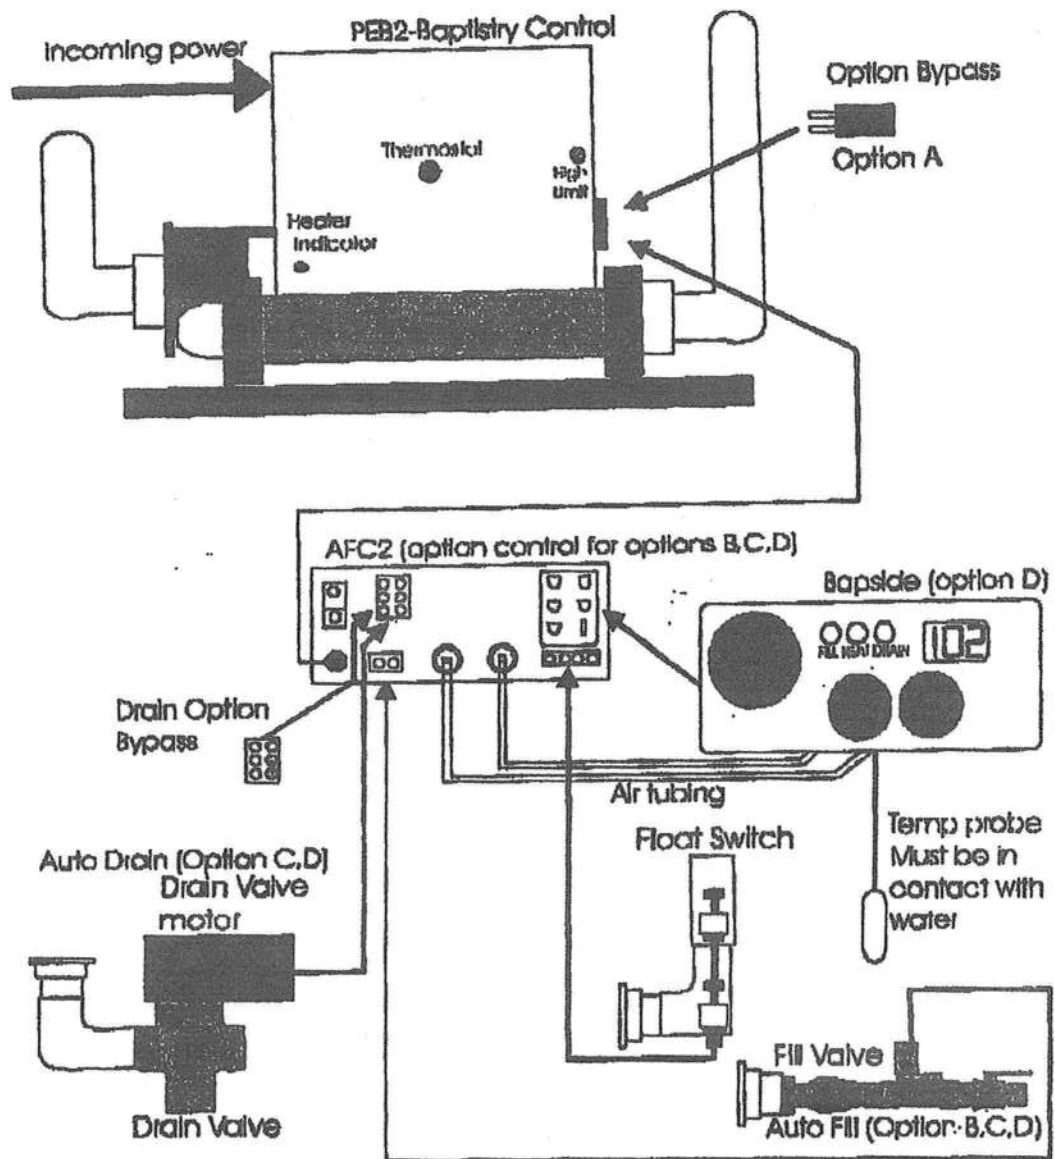 PEB2-Baptistry Control
Incoming power
Option Bypass
Option A
Thermostat
High
Limit
Heater
Indicator
AFC2 (option control for options B,C,D)
Bapside (option D)
FILL HEAT DRAIN
102
Drain Option
Bypass
Air tubing
Temp probe
Must be in
contact with
water
Float Switch
Auto Drain (Option C,D)
Drain Valve
motor
Fill Valve
Drain Valve
Auto Fill (Option B,C,D)